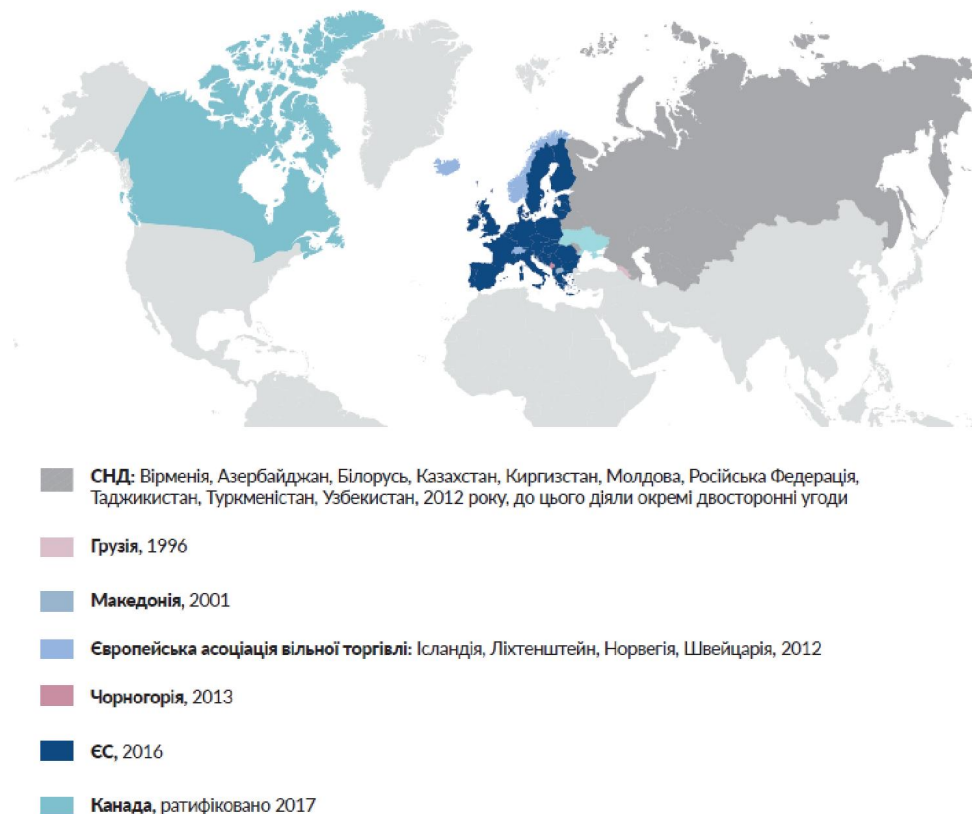 СНД: Вірменія, Азербайджан, Білорусь, Казахстан, Киргизстан, Молдова, Російська Федерація,
Таджикистан, Туркменістан, Узбекистан, 2012 року, до цього діяли окремі двосторонні угоди
Грузія, 1996
Македонія, 2001
Європейська асоціація вільної торгівлі: Ісландія, Ліхтенштейн, Норвегія, Швейцарія, 2012
Чорногорія, 2013
ЄС, 2016
Канада, ратифіковано 2017